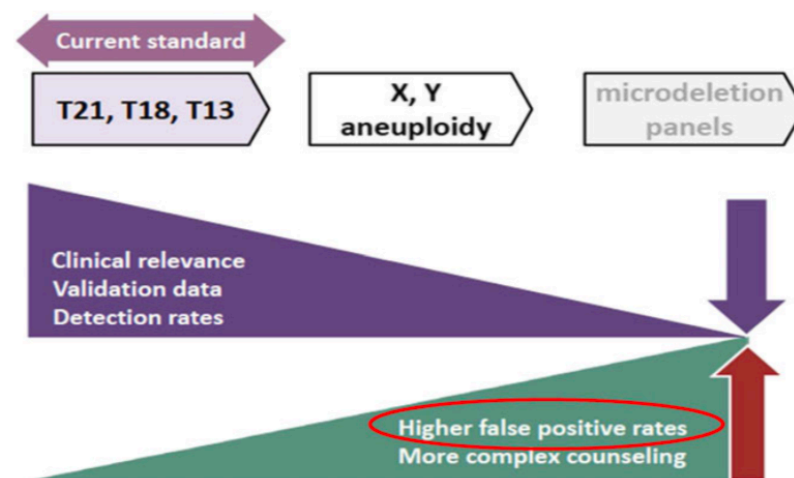 Current standard
T21, T18, T13
X, Y
aneuploidy
microdeletion
panels
Clinical relevance
Validation data
Detection rates
Higher false positive rates
More complex counseling